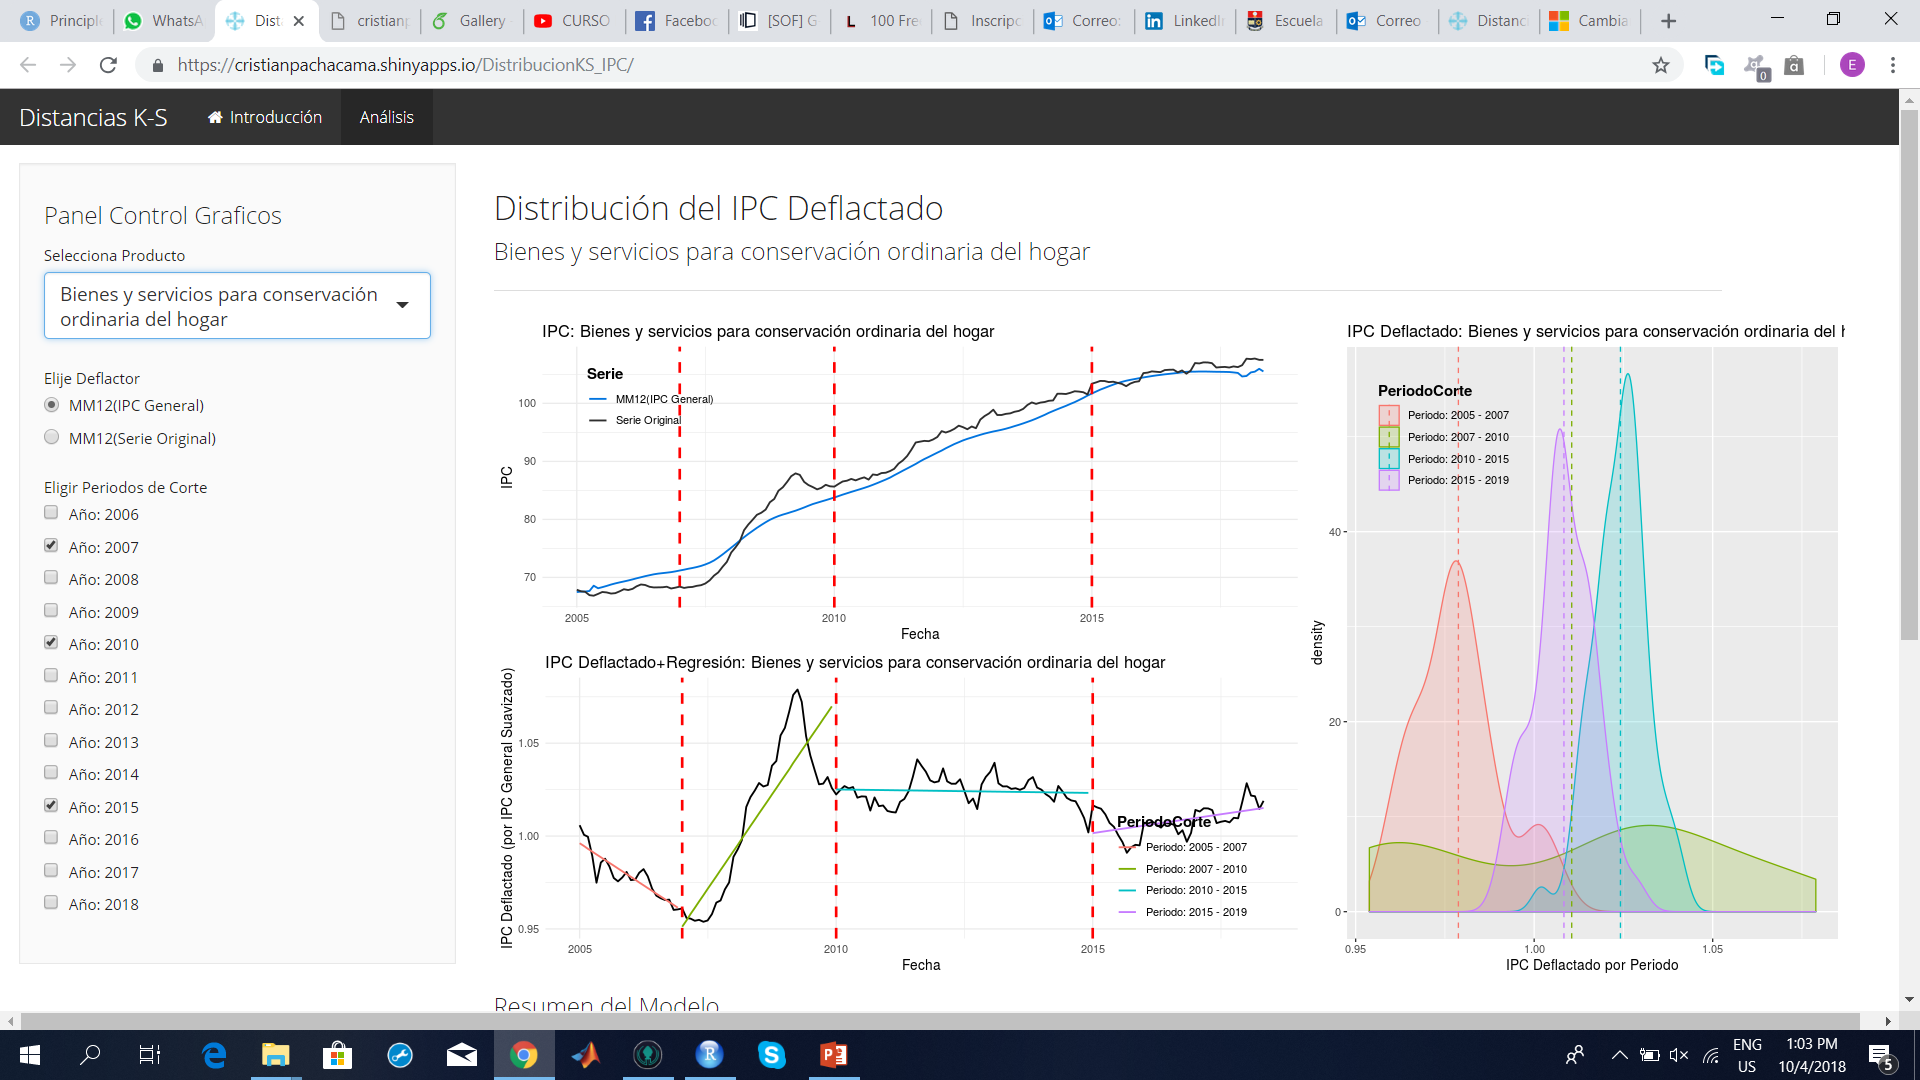 Principl
WhatsA
Dist
cristianp
Gallery
CURSO
Faceboo
[SOF] G
100 Fre
Inscripc
Correo:
LinkedI
Escuela
Correo
Distanc
Cambia
https://cristianpachacama.shinyapps.io/DistribucionKS_IPC/
0
E
Distancias K-S
Introducción
Análisis
Panel Control Graficos
Selecciona Producto
Bienes y servicios para conservación
ordinaria del hogar
Elije Deflactor
MM12(IPC General)
MM12(Serie Original)
Eligir Periodos de Corte
Año: 2006
Año: 2007
Año: 2008
Año: 2009
Año: 2010
Año: 2011
Año: 2012
Año: 2013
Año: 2014
Año: 2015
Año: 2016
Año: 2017
Año: 2018
Distribución del IPC Deflactado
Bienes y servicios para conservación ordinaria del hogar
IPC: Bienes y servicios para conservación ordinaria del hogar
Serie
MM12(IPC General)
Serie Original
IPC
100
90
80
70
2005
2010
2015
Fecha
IPC Deflactado+Regresión: Bienes y servicios para conservación ordinaria del hogar
IPC Deflactado (por IPC General Suavizado)
1.05
1.00
0.95
PeriodoCorte
Periodo: 2005 - 2007
Periodo: 2007 - 2010
Periodo: 2010 - 2015
Periodo: 2015 - 2019
2005
2010
2015
Fecha
IPC Deflactado: Bienes y servicios para conservación ordinaria del h
PeriodoCorte
Periodo: 2005 - 2007
Periodo: 2007 - 2010
Periodo: 2010 - 2015
Periodo: 2015 - 2019
density
40
20
0
0.95
1.00
1.05
IPC Deflactado por Periodo
Resumen del Modelo
ENG
US
1:03 PM
10/4/2018
5